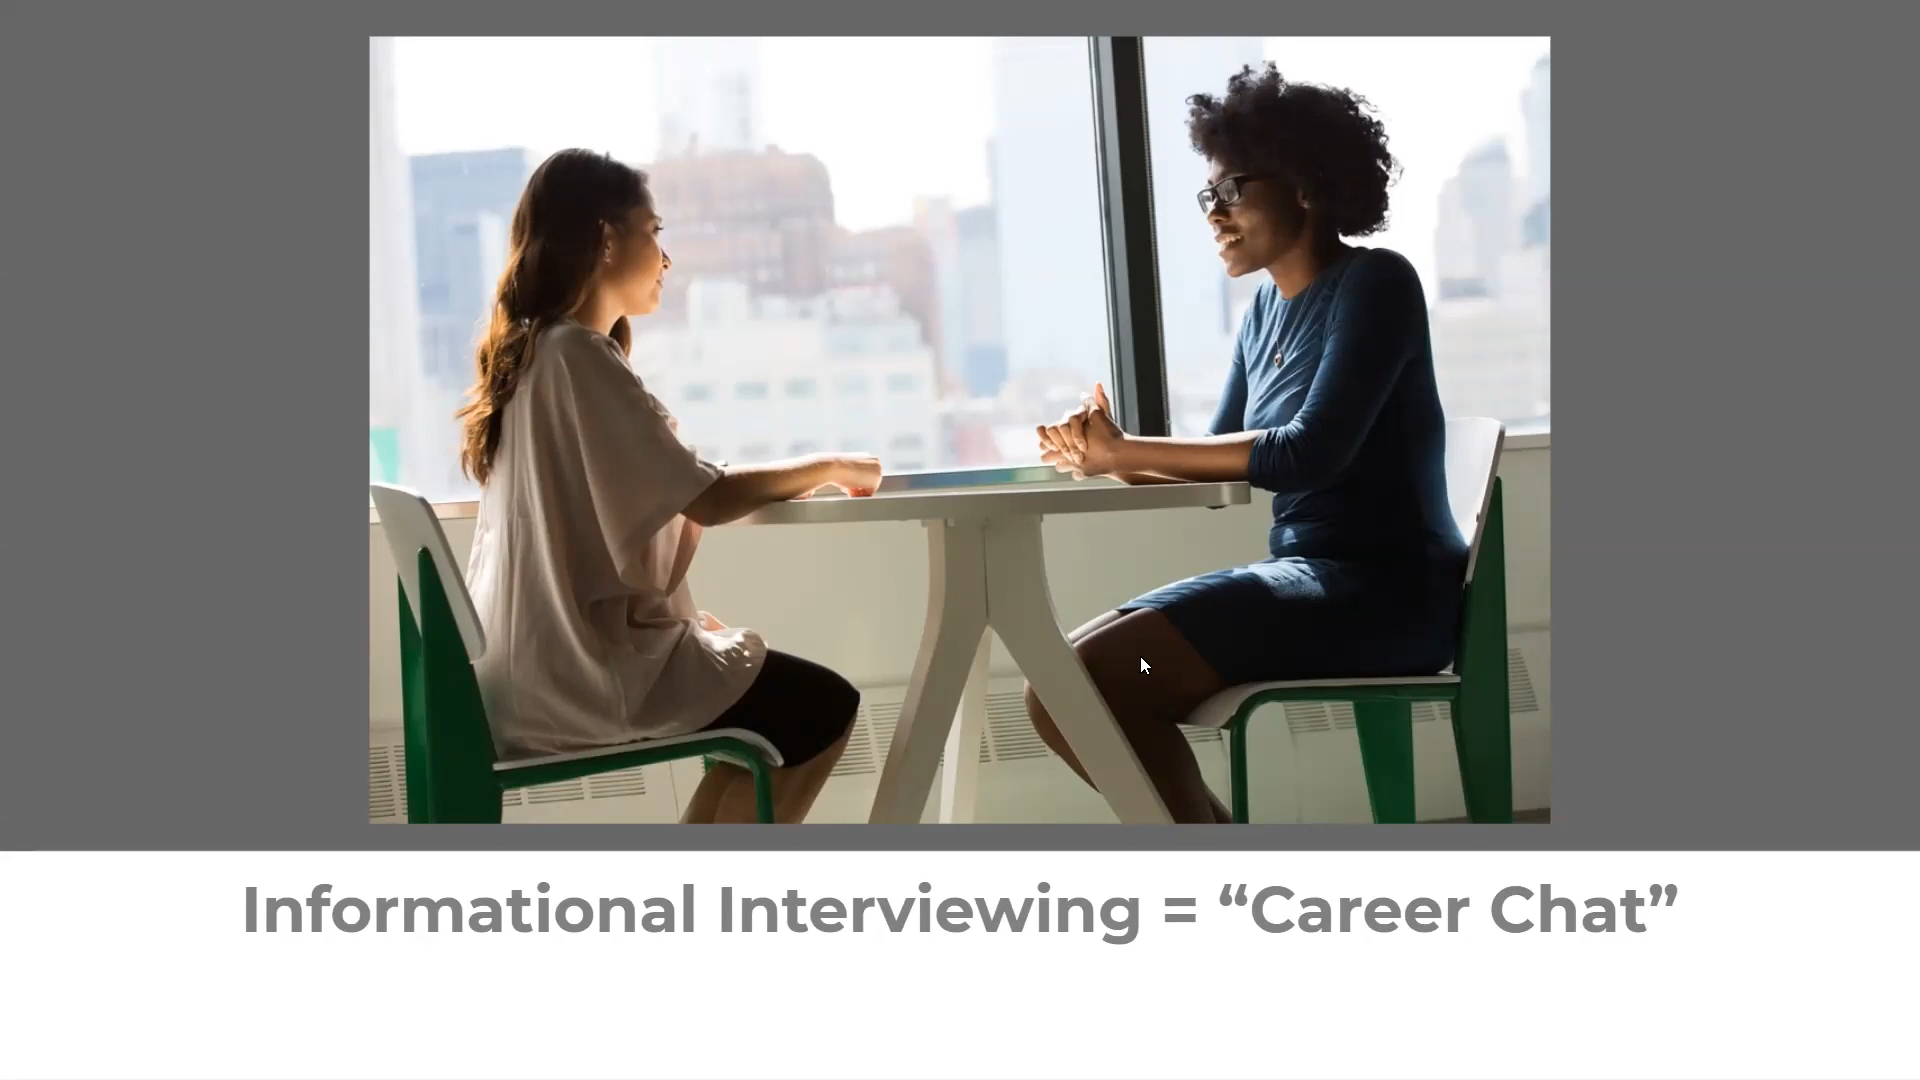 Informational Interviewing = “Career Chat”